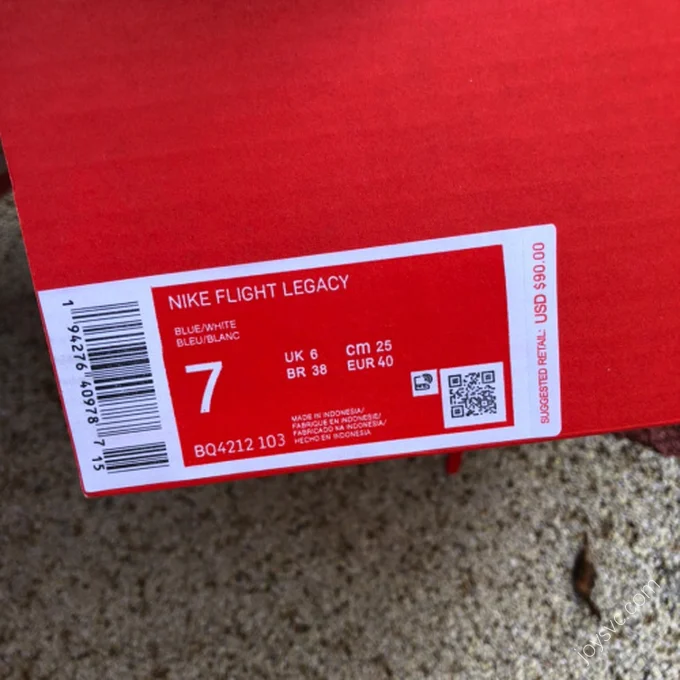 NIKE FLIGHT LEGACY
BLUE/WHITE
BLEU/BLANC
7
UK 6
BR 38
cm 25
EUR 40
BQ4212 103
MADE IN INDONESIA/
FABRIQUE EN INDONESIE/
FABRICADO NA INDONESIA/
HECHO EN INDONESIA
1 94276 40978 7 15
SUGGESTED RETAIL: USD $90.00